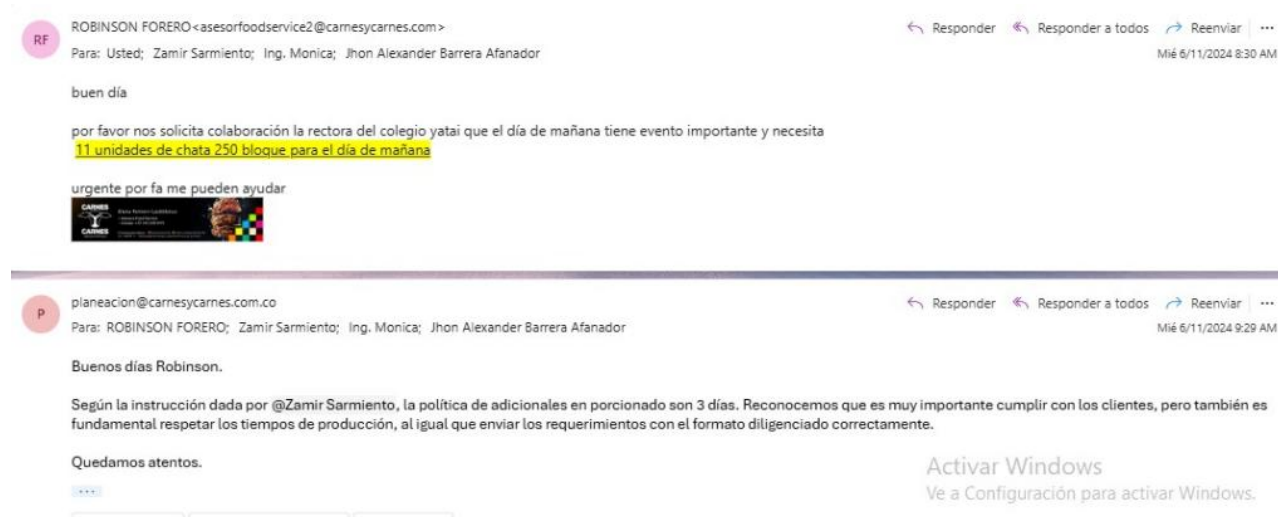 RF
ROBINSON FORERO<asesorfoodservice2@carnesycarnes.com>
Responder Responder a todos Reenviar ...
Para: Usted; Zamir Sarmiento; Ing. Monica; Jhon Alexander Barrera Afanador
Mié 6/11/2024 8:30 AM
buen día
por favor nos solicita colaboración la rectora del colegio yatai que el día de mañana tiene evento importante y necesita
11 unidades de chata 250 bloque para el día de mañana
urgente por fa me pueden ayudar
CARNES
CARNES
P
planeacion@carnesycarnes.com.co
Responder Responder a todos Reenviar ...
Para: ROBINSON FORERO; Zamir Sarmiento; Ing. Monica; Jhon Alexander Barrera Afanador
Mié 6/11/2024 9:29 AM
Buenos días Robinson.
Según la instrucción dada por @Zamir Sarmiento, la política de adicionales en porcionado son 3 días. Reconocemos que es muy importante cumplir con los clientes, pero también es
fundamental respetar los tiempos de producción, al igual que enviar los requerimientos con el formato diligenciado correctamente.
Quedamos atentos.
...
Activar Windows
Ve a Configuración para activar Windows.